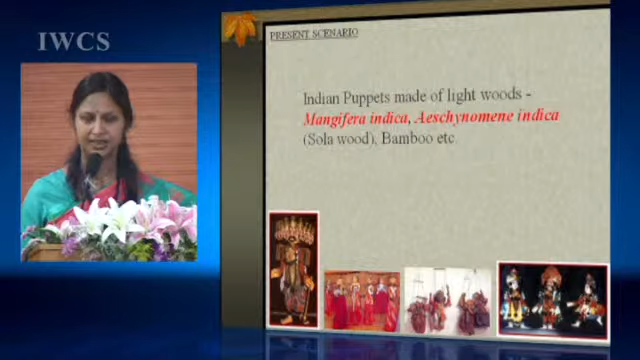 IWCS
PRESENT SCENARIO
Indian Puppets made of light woods -
Mangifera indica, Aeschynomene indica
(Sola wood), Bamboo etc